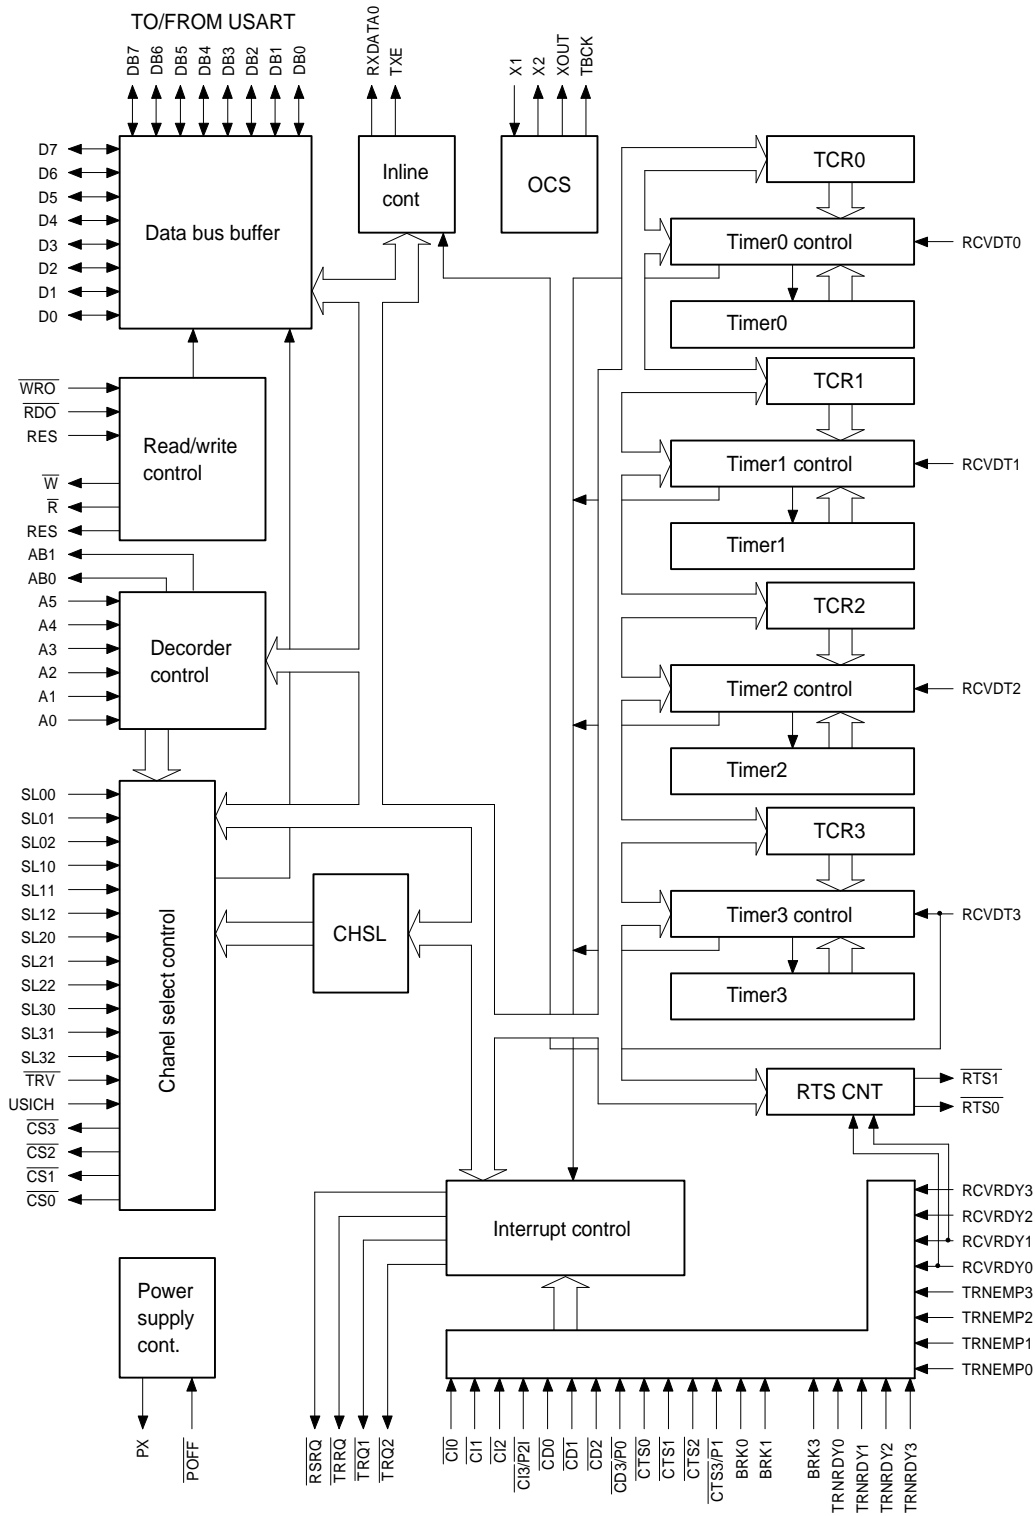 TO/FROM USART
DB7
DB6
DB5
DB4
DB3
DB2
DB1
DB0
RXDATA0
TXE
X1
X2
XOUT
TBCK
D7
D6
D5
D4
D3
D2
D1
D0
Data bus buffer
Inline
cont
OCS
TCR0
Timer0 control
RCVDT0
Timer0
TCR1
Timer1 control
RCVDT1
Timer1
TCR2
Timer2 control
RCVDT2
Timer2
TCR3
Timer3 control
RCVDT3
Timer3
WRO
RDO
RES
W
R
RES
Read/write
control
AB1
AB0
A5
A4
A3
A2
A1
A0
Decorder
control
SL00
SL01
SL02
SL10
SL11
SL12
SL20
SL21
SL22
SL30
SL31
SL32
TRV
USICH
CS3
CS2
CS1
CS0
Chanel select control
CHSL
RTS CNT
RTS1
RTS0
Interrupt control
RCVRDY3
RCVRDY2
RCVRDY1
RCVRDY0
TRNEMP3
TRNEMP2
TRNEMP1
TRNEMP0
Power
supply
cont.
PX
POFF
RSRQ
TRRQ
TRQ1
TRQ2
CI0
CI1
CI2
CI3/P2I
CD0
CD1
CD2
CD3/P0
CTS0
CTS1
CTS2
CTS3/P1
BRK0
BRK1
BRK3
TRNRDY0
TRNRDY1
TRNRDY2
TRNRDY3